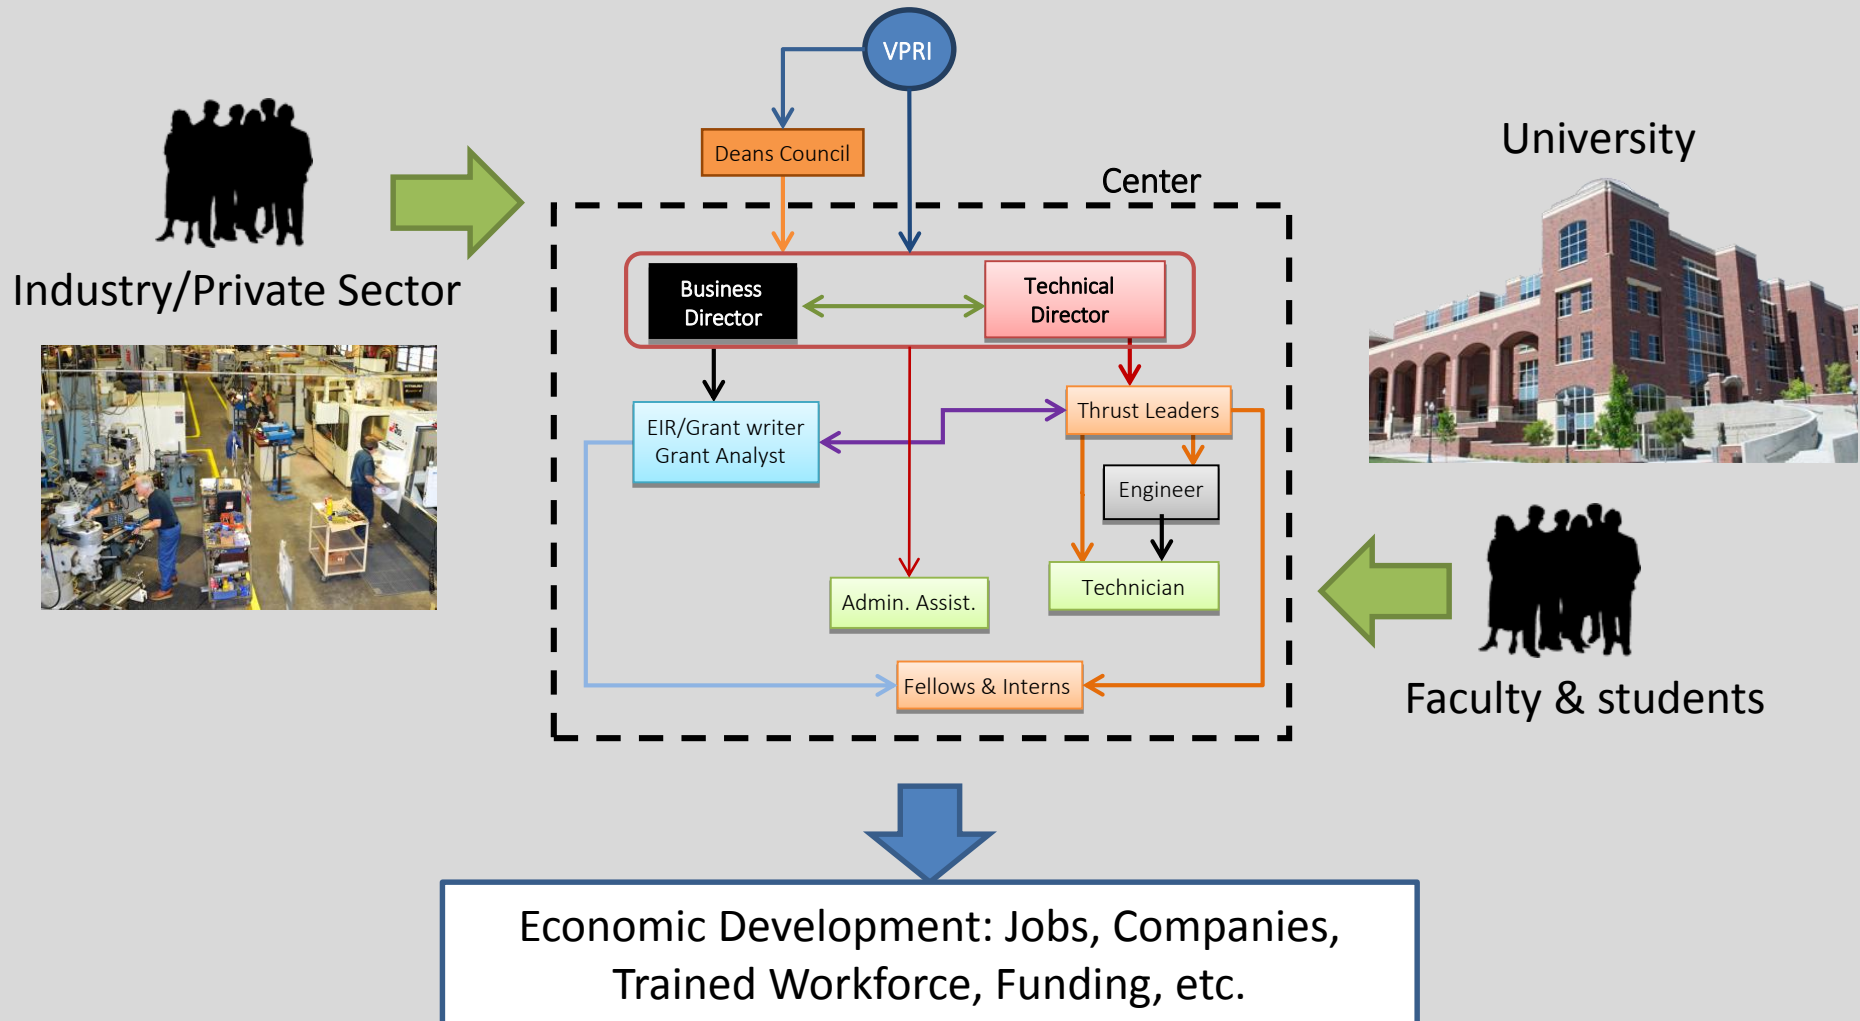 VPRI
Deans Council
Center
University
Industry/Private Sector
Business
Director
Technical
Director
EIR/Grant writer
Grant Analyst
Thrust Leaders
Engineer
Technician
Admin. Assist.
Fellows & Interns
Faculty & students
Economic Development: Jobs, Companies,
Trained Workforce, Funding, etc.